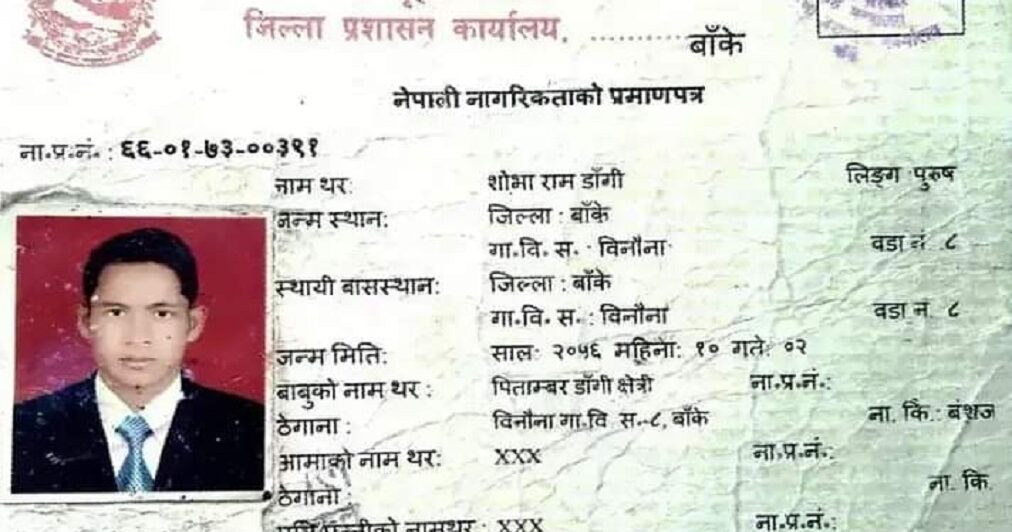 जिल्ला प्रशासन कार्यालय, .............. बाँके
नेपाली नागरिकताको प्रमाणपत्र
ना.प्र.नं. : ६६-०१-७३-००३९१
नाम थर: शोभा राम डाँगी लिङ्ग पुरुष
जन्म स्थान: जिल्ला : बाँके
गा.वि. स. : विनौना वडा नं ८
स्थायी बासस्थान: जिल्ला : बाँके
गा.वि. स. : विनौना वडा नं. ८
जन्म मिति: साल: २०५६ महिना: १० गते: ०२
बाबुको नाम थर : पिताम्बर डाँगी क्षेत्री ना.प्र.नं.:
ठेगाना : विनौना गा.वि स.-८, बाँके ना. कि.: बंशज
आमाको नाम थर: XXX ना.प्र.नं.:
ठेगाना : ना. कि.
नामथर : XXX ना.प्र.नं.: